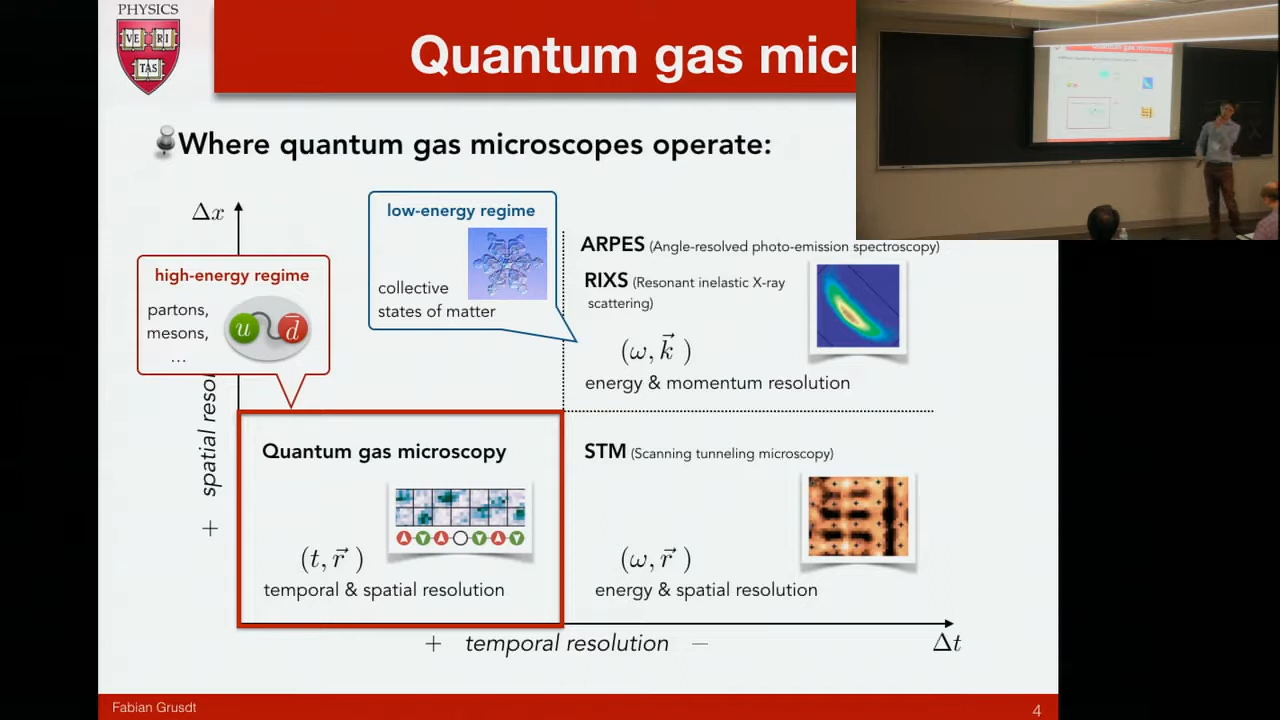 PHYSICS
VE RI
TAS
Quantum gas mic
Where quantum gas microscopes operate:
Δx
low-energy regime
collective
states of matter
high-energy regime
partons,
mesons,
...
u d̅
ARPES (Angle-resolved photo-emission spectroscopy)
RIXS (Resonant inelastic X-ray
scattering)
(ω, k⃗ )
energy & momentum resolution
+ spatial resol
Quantum gas microscopy
(t, r⃗ )
temporal & spatial resolution
STM (Scanning tunneling microscopy)
(ω, r⃗ )
energy & spatial resolution
+ temporal resolution −
Δt
Fabian Grusdt
4